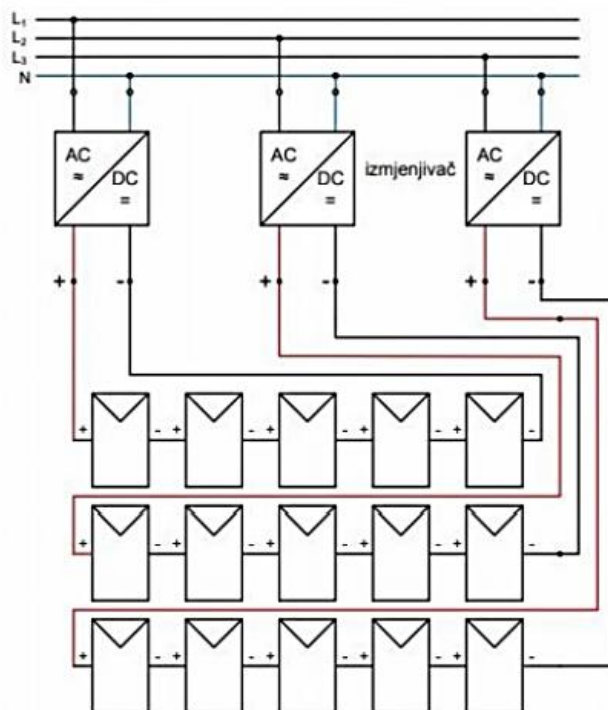 L₁
L₂
L₃
N
AC ≈ DC = AC ≈ DC = izmjenjivač AC ≈ DC =
+ - + - + -
+ - + - + - + - + -
+ - + - + - + - + -
+ - + - + - + - + -